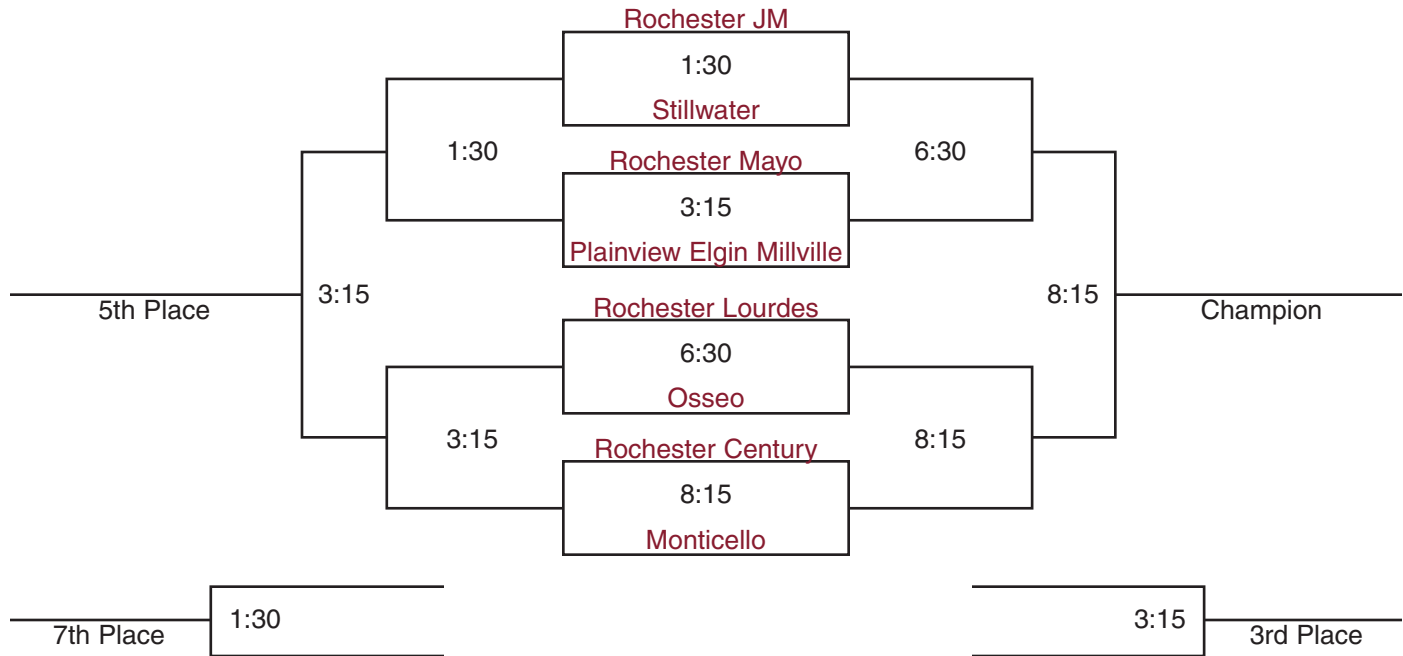 Rochester JM
1:30
Stillwater
1:30
Rochester Mayo
6:30
3:15
Plainview Elgin Millville
3:15
5th Place
Rochester Lourdes
8:15
Champion
6:30
Osseo
3:15
Rochester Century
8:15
8:15
Monticello
1:30
7th Place
3:15
3rd Place